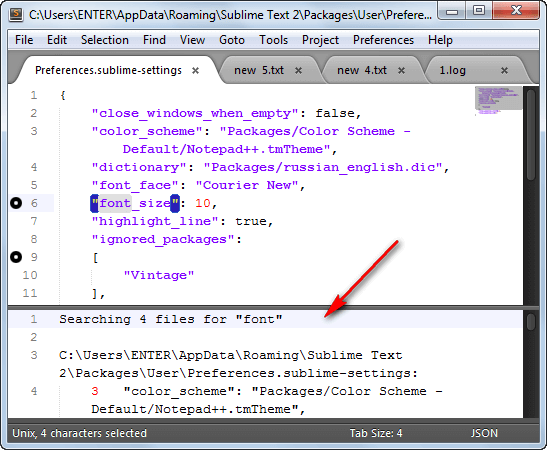 C:\Users\ENTER\AppData\Roaming\Sublime Text 2\Packages\User\Prefere...
File Edit Selection Find View Goto Tools Project Preferences Help
Preferences.sublime-settings × new 5.txt × new 4.txt × 1.log ×
1 {
2 "close_windows_when_empty": false,
3 "color_scheme": "Packages/Color Scheme -
Default/Notepad++.tmTheme",
4 "dictionary": "Packages/russian_english.dic",
5 "font_face": "Courier New",
6 "font_size": 10,
7 "highlight_line": true,
8 "ignored_packages":
9 [
10 "Vintage"
11 ],
1 Searching 4 files for "font"
2
3 C:\Users\ENTER\AppData\Roaming\Sublime Text
2\Packages\User\Preferences.sublime-settings:
4 3 "color_scheme": "Packages/Color Scheme -
Default/Notepad++.tmTheme",
Unix, 4 characters selected Tab Size: 4 JSON